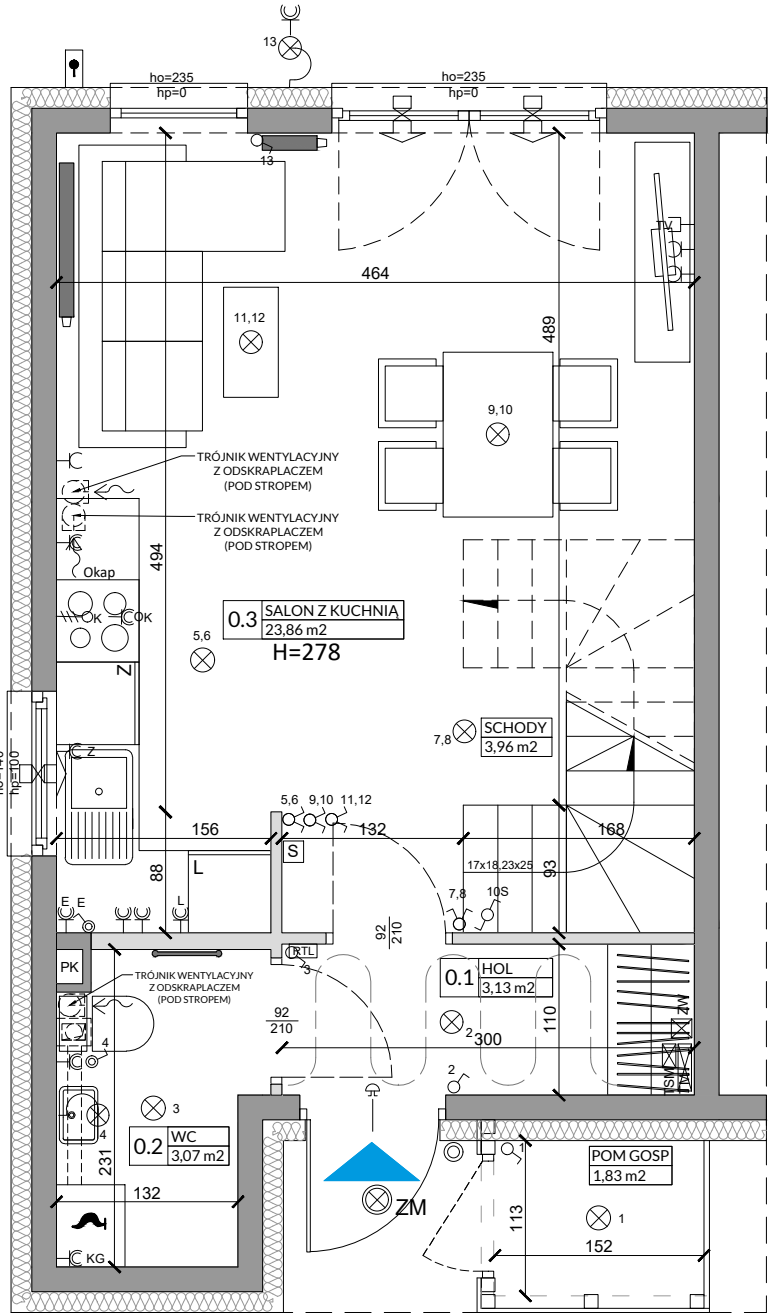 13
ho=235
hp=0
ho=235
hp=0
13
TV
464
11,12
489
9,10
TRÓJNIK WENTYLACYJNY
Z ODSKRAPLACZEM
(POD STROPEM)
TRÓJNIK WENTYLACYJNY
Z ODSKRAPLACZEM
(POD STROPEM)
494
Okap
OK
OK
0.3
SALON Z KUCHNIĄ
23,86 m2
H=278
5,6
Z
7,8
SCHODY
3,96 m2
Z
hp=100
5,6
9,10
11,12
156
132
168
S
L
88
17x18,23x25
93
7,8
10S
E
E
L
92
210
PK
RTL
3
0.1
HOL
3,13 m2
TRÓJNIK WENTYLACYJNY
Z ODSKRAPLACZEM
(POD STROPEM)
92
210
2
300
110
ZW
TSM
TM
4
2
3
4
0.2
WC
3,07 m2
231
132
KG
ZM
1
POM GOSP
1,83 m2
1
113
152